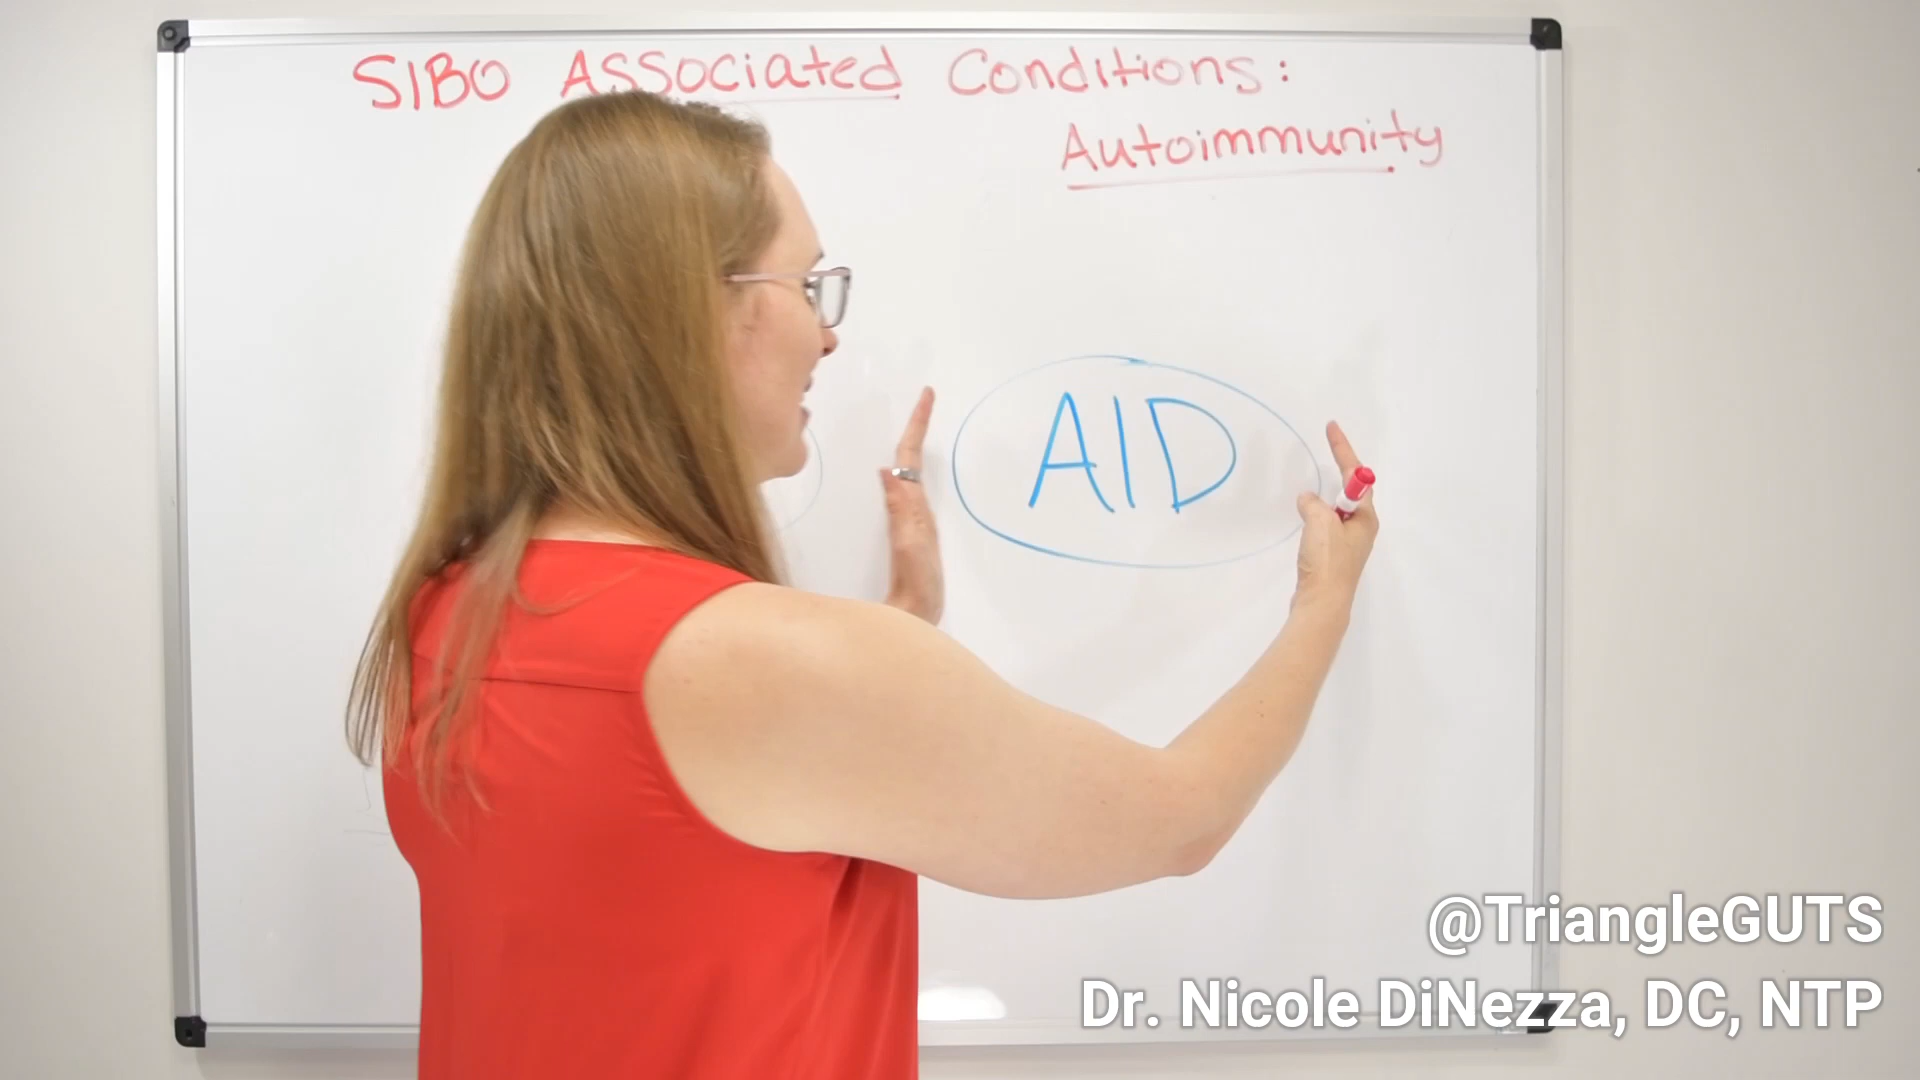 SIBO Associated Conditions:
Autoimmunity
AID
@TriangleGUTS
Dr. Nicole DiNezza, DC, NTP